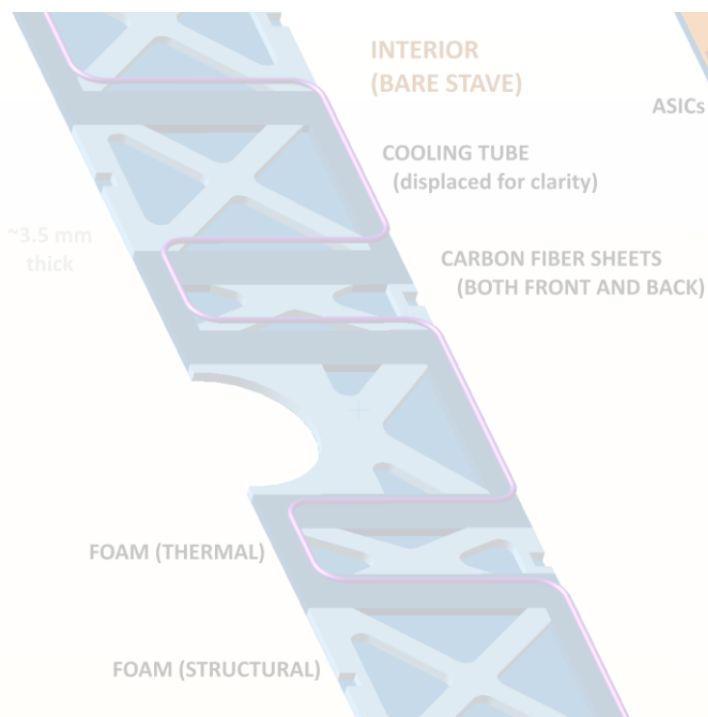 INTERIOR
(BARE STAVE)
ASICs
COOLING TUBE
(displaced for clarity)
~3.5 mm
thick
CARBON FIBER SHEETS
(BOTH FRONT AND BACK)
FOAM (THERMAL)
FOAM (STRUCTURAL)